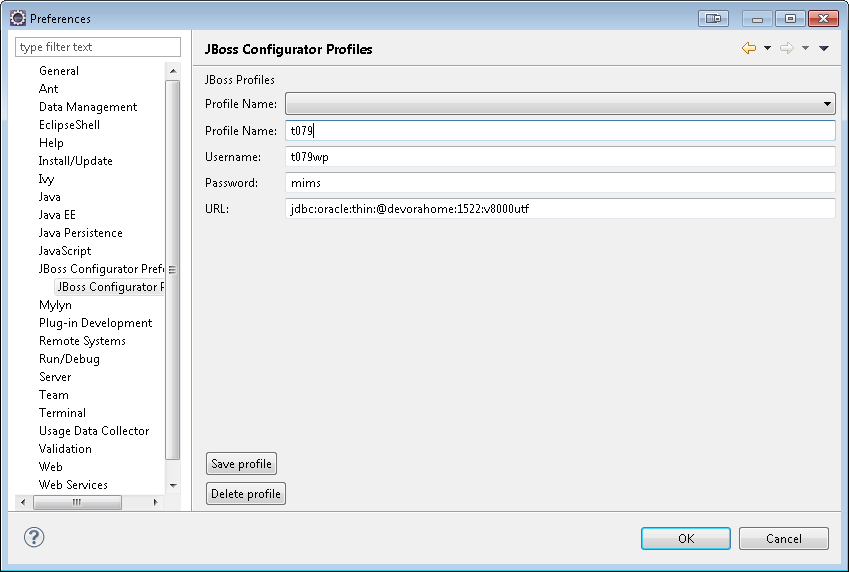 Preferences
type filter text
General
Ant
Data Management
EclipseShell
Help
Install/Update
Ivy
Java
Java EE
Java Persistence
JavaScript
JBoss Configurator Prefe
JBoss Configurator P
Mylyn
Plug-in Development
Remote Systems
Run/Debug
Server
Team
Terminal
Usage Data Collector
Validation
Web
Web Services
JBoss Configurator Profiles
JBoss Profiles
Profile Name:
Profile Name: t079
Username: t079wp
Password: mims
URL: jdbc:oracle:thin:@devorahome:1522:v8000utf
Save profile
Delete profile
?
OK Cancel